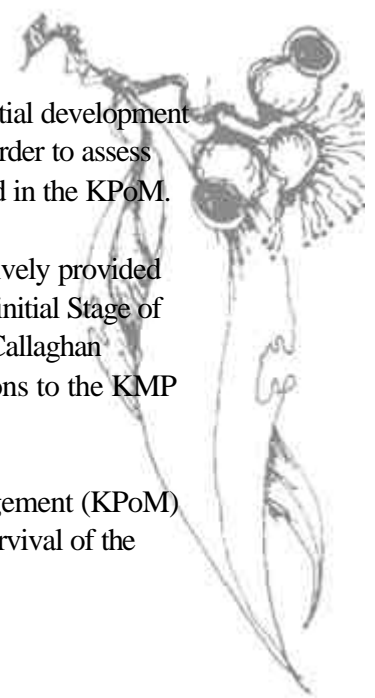 tial development
rder to assess
d in the KPoM.
ively provided
initial Stage of
Callaghan
ons to the KMP
gement (KPoM)
rvival of the